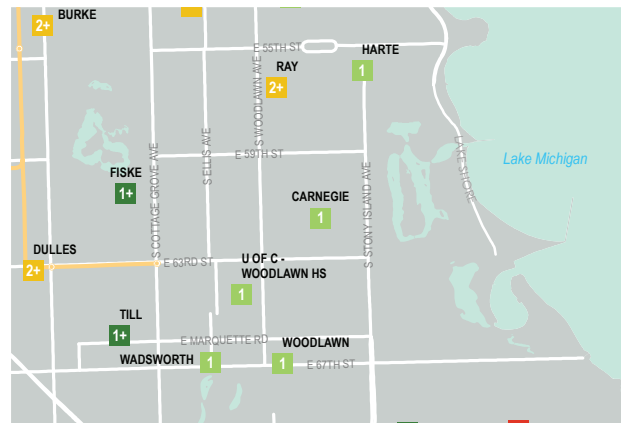 BURKE
2+
E 55TH ST
HARTE
1
RAY
2+
S WOODLAWN AVE
S ELLIS AVE
E 59TH ST
LAKE SHORE
Lake Michigan
FISKE
1+
S COTTAGE GROVE AVE
CARNEGIE
1
S STONY ISLAND AVE
DULLES
2+
E 63RD ST
U OF C -
WOODLAWN HS
1
TILL
1+
E MARQUETTE RD
WOODLAWN
1
WADSWORTH
1
E 67TH ST